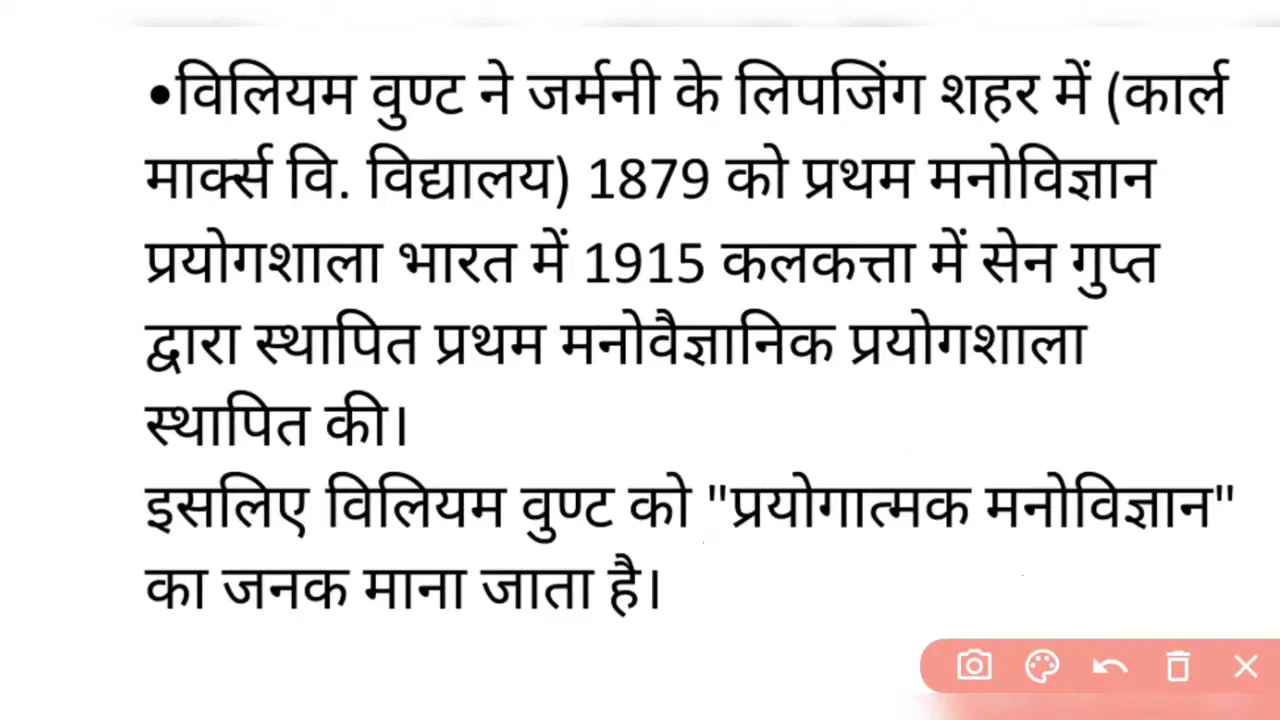 •विलियम वुण्ट ने जर्मनी के लिपजिंग शहर में (कार्ल
मार्क्स वि. विद्यालय) 1879 को प्रथम मनोविज्ञान
प्रयोगशाला भारत में 1915 कलकत्ता में सेन गुप्त
द्वारा स्थापित प्रथम मनोवैज्ञानिक प्रयोगशाला
स्थापित की।
इसलिए विलियम वुण्ट को "प्रयोगात्मक मनोविज्ञान"
का जनक माना जाता है।